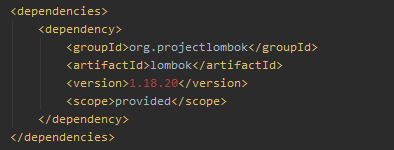 <dependencies>
<dependency>
<groupId>org.projectlombok</groupId>
<artifactId>lombok</artifactId>
<version>1.18.20</version>
<scope>provided</scope>
</dependency>
</dependencies>